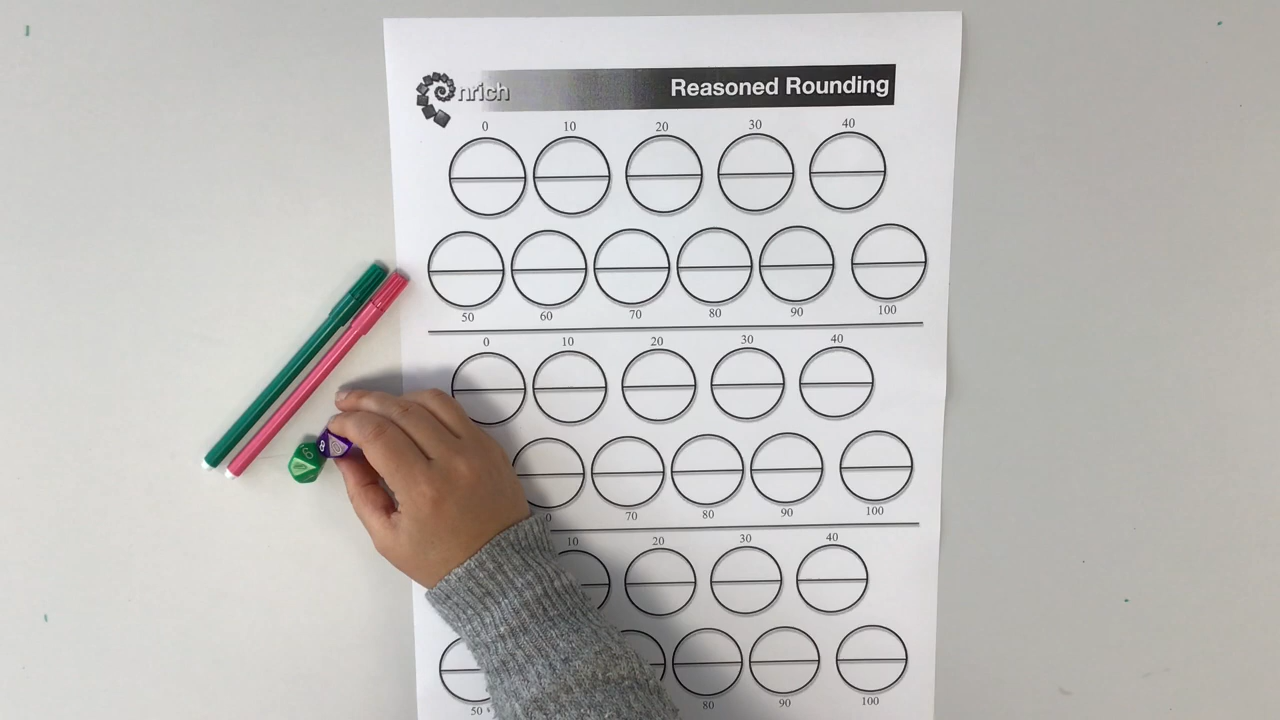 nrich
Reasoned Rounding
0 10 20 30 40
50 60 70 80 90 100
0 10 20 30 40
70 80 90 100
10 20 30 40
50 80 90 100